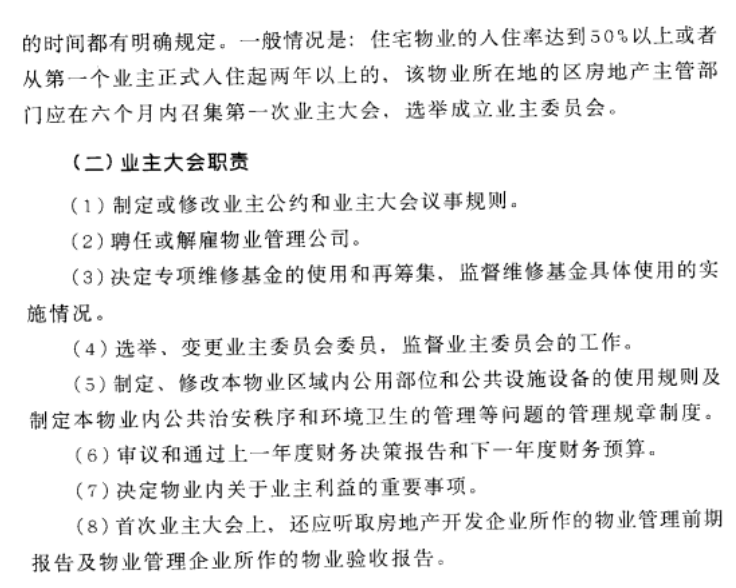 的时间都有明确规定。一般情况是：住宅物业的入住率达到50%以上或者
从第一个业主正式入住起两年以上的，该物业所在地的区房地产主管部
门应在六个月内召集第一次业主大会，选举成立业主委员会。
（二）业主大会职责
（1）制定或修改业主公约和业主大会议事规则。
（2）聘任或解雇物业管理公司。
（3）决定专项维修基金的使用和再筹集，监督维修基金具体使用的实
施情况。
（4）选举、变更业主委员会委员，监督业主委员会的工作。
（5）制定、修改本物业区域内公用部位和公共设施设备的使用规则及
制定本物业内公共治安秩序和环境卫生的管理等问题的管理规章制度。
（6）审议和通过上一年度财务决策报告和下一年度财务预算。
（7）决定物业内关于业主利益的重要事项。
（8）首次业主大会上，还应听取房地产开发企业所作的物业管理前期
报告及物业管理企业所作的物业验收报告。